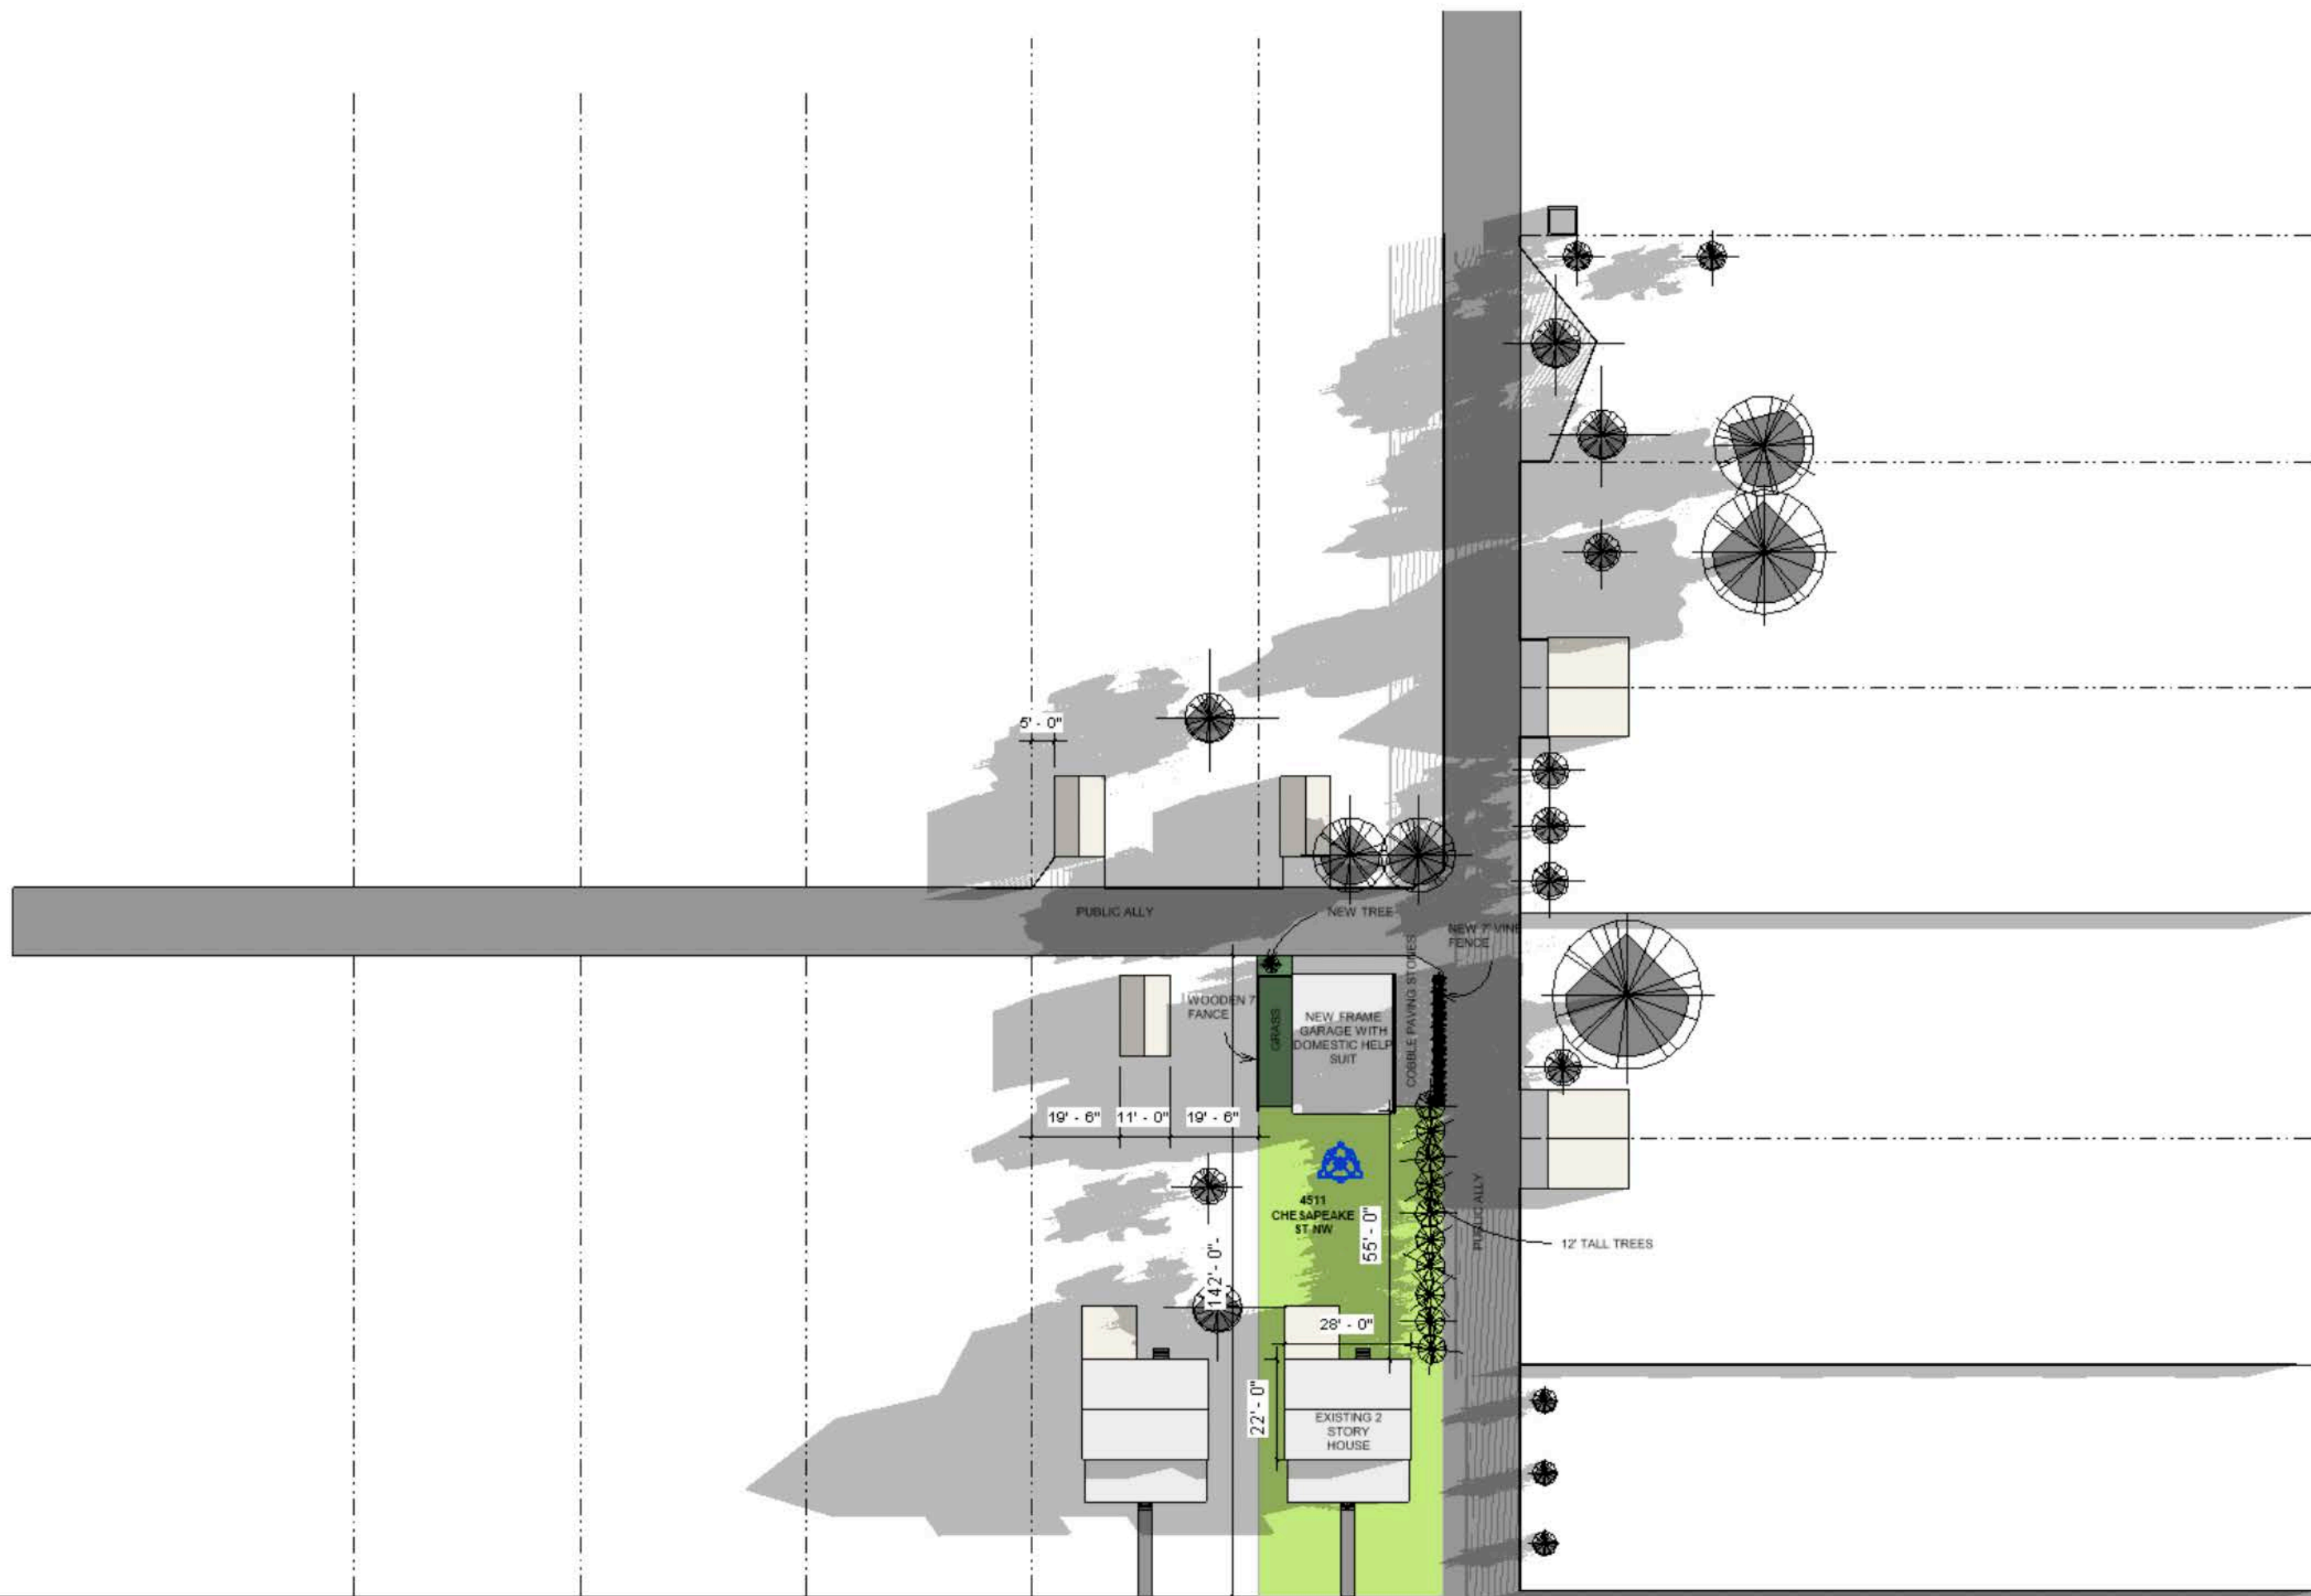 5' - 0"
PUBLIC ALLY
NEW TREE
NEW 7' VINE
FENCE
WOODEN 7'
FANCE
GRASS
NEW FRAME
GARAGE WITH
DOMESTIC HELP
SUIT
COBBLE PAVING STONES
19' - 6"
11' - 0"
19' - 6"
4511
CHESAPEAKE
ST NW
55' - 0"
PUBLIC ALLY
12' TALL TREES
142' - 0"
28' - 0"
22' - 0"
EXISTING 2
STORY
HOUSE